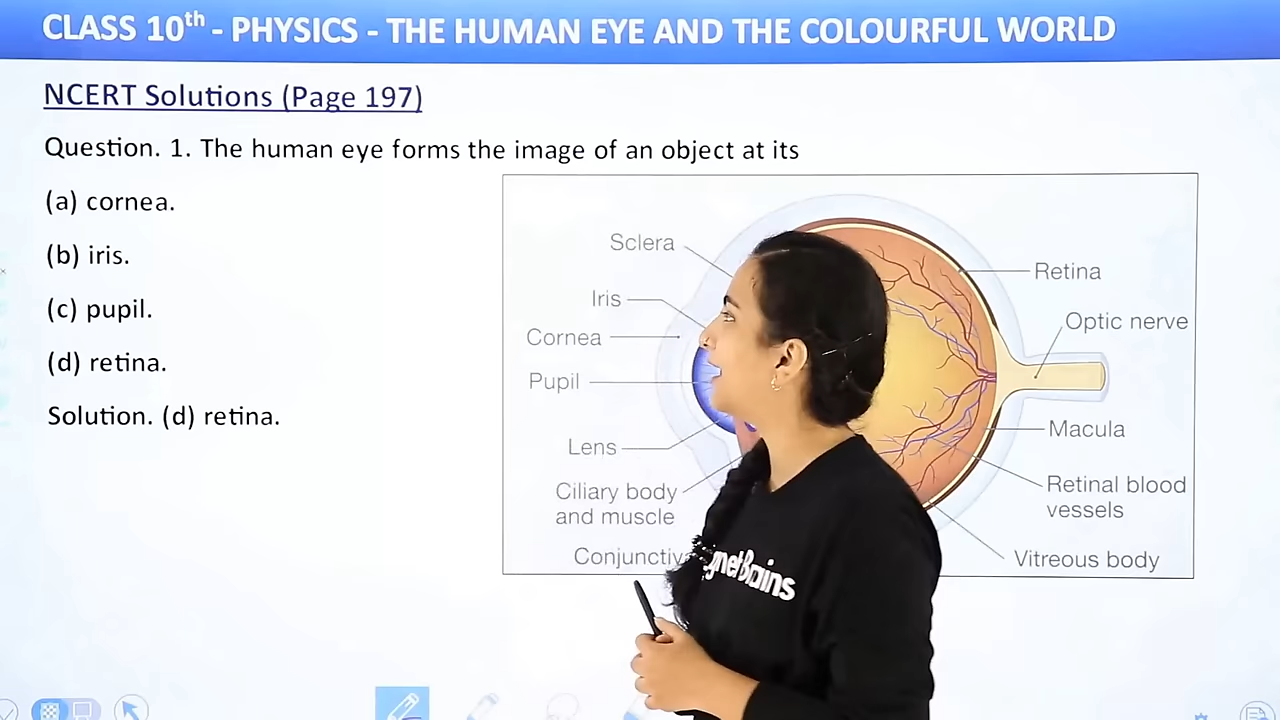 CLASS 10th - PHYSICS - THE HUMAN EYE AND THE COLOURFUL WORLD
NCERT Solutions (Page 197)
Question. 1. The human eye forms the image of an object at its
(a) cornea.
(b) iris.
(c) pupil.
(d) retina.
Solution. (d) retina.
Sclera
Iris
Cornea
Pupil
Lens
Ciliary body
and muscle
Retina
Optic nerve
Macula
Retinal blood
vessels
Vitreous body